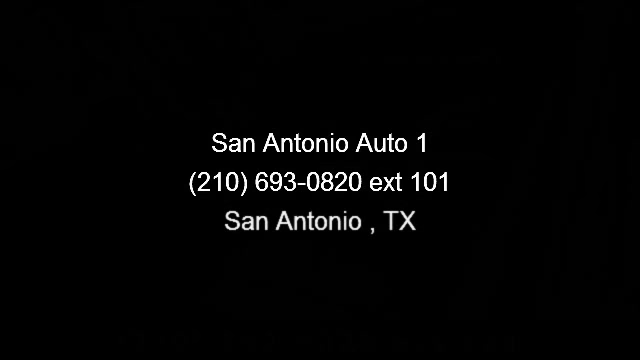 San Antonio Auto 1
(210) 693-0820 ext 101
San Antonio , TX